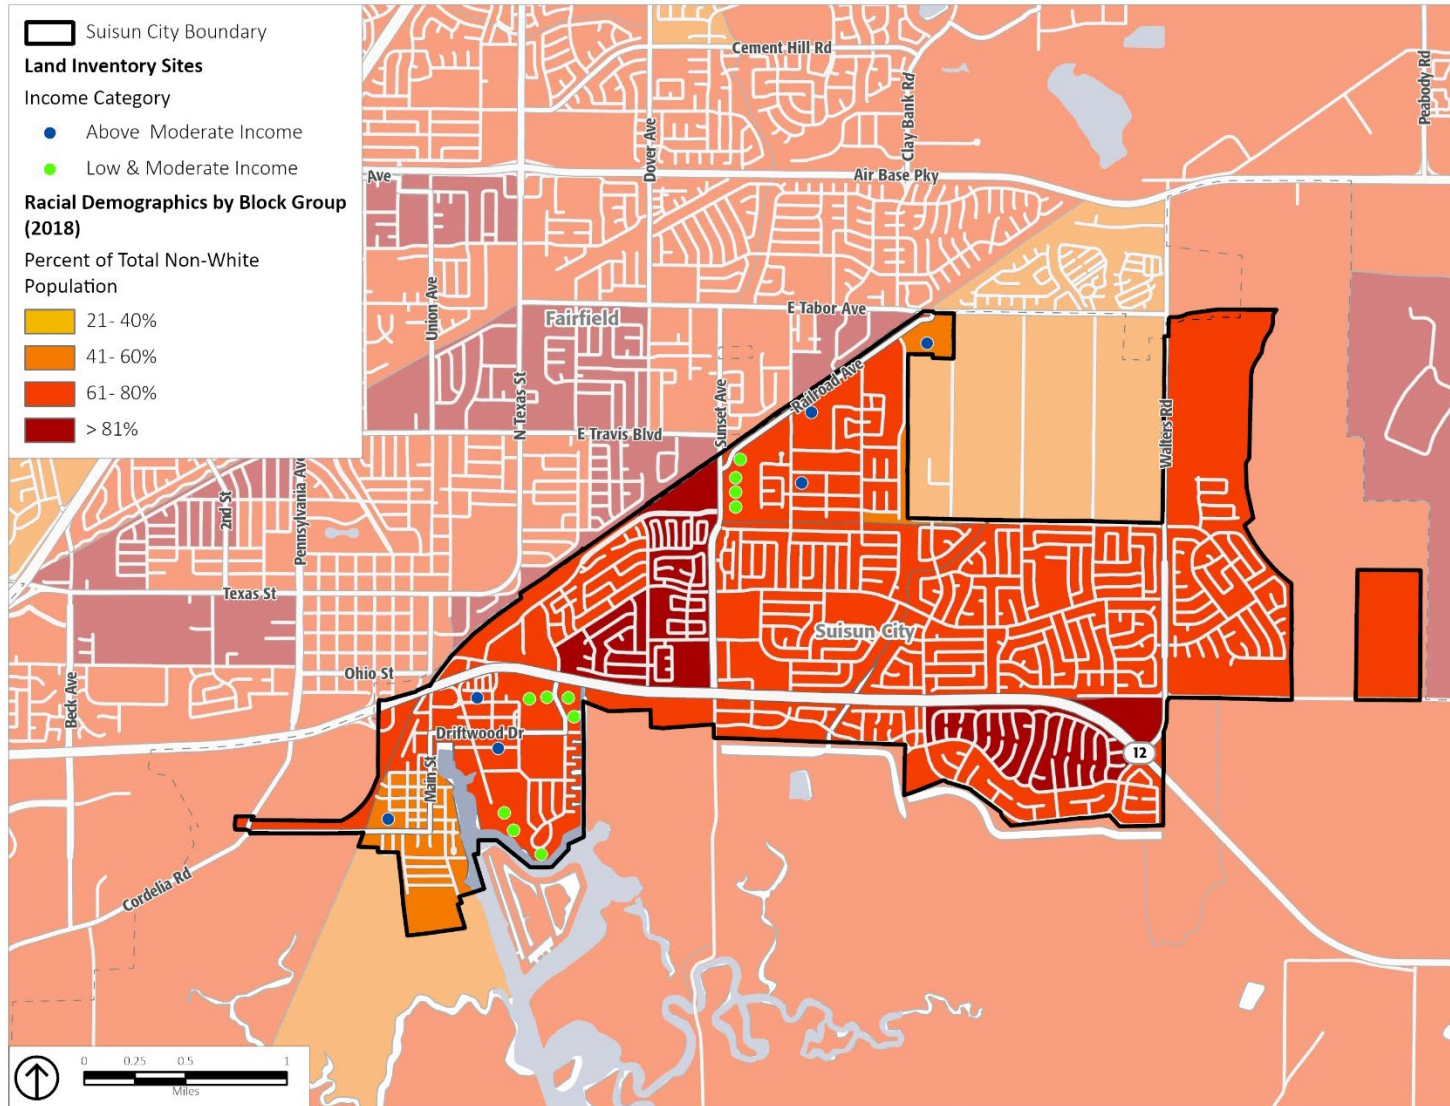 Suisun City Boundary
Land Inventory Sites
Income Category
Above Moderate Income
Low & Moderate Income
Racial Demographics by Block Group
(2018)
Percent of Total Non-White
Population
21- 40%
41- 60%
61- 80%
> 81%
Cement Hill Rd
Clay Bank Rd
Peabody Rd
Dover Ave
Ave
Air Base Pky
Union Ave
Fairfield
E Tabor Ave
N Texas St
Railroad Ave
Sunset Ave
E Travis Blvd
Walters Rd
2nd St
Pennsylvania Ave
Texas St
Suisun City
Ohio St
Beck Ave
Driftwood Dr
Main St
12
Cordelia Rd
0 0.25 0.5 1
Miles